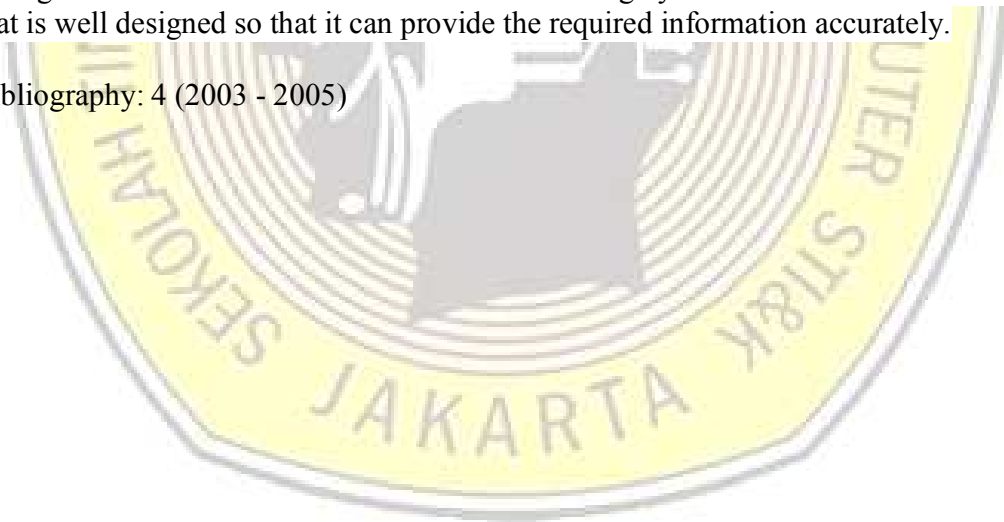 at is well designed so that it can provide the required information accurately.
bliography: 4 (2003 - 2005)
SEKOLAH
UTER STI&K
JAKARTA